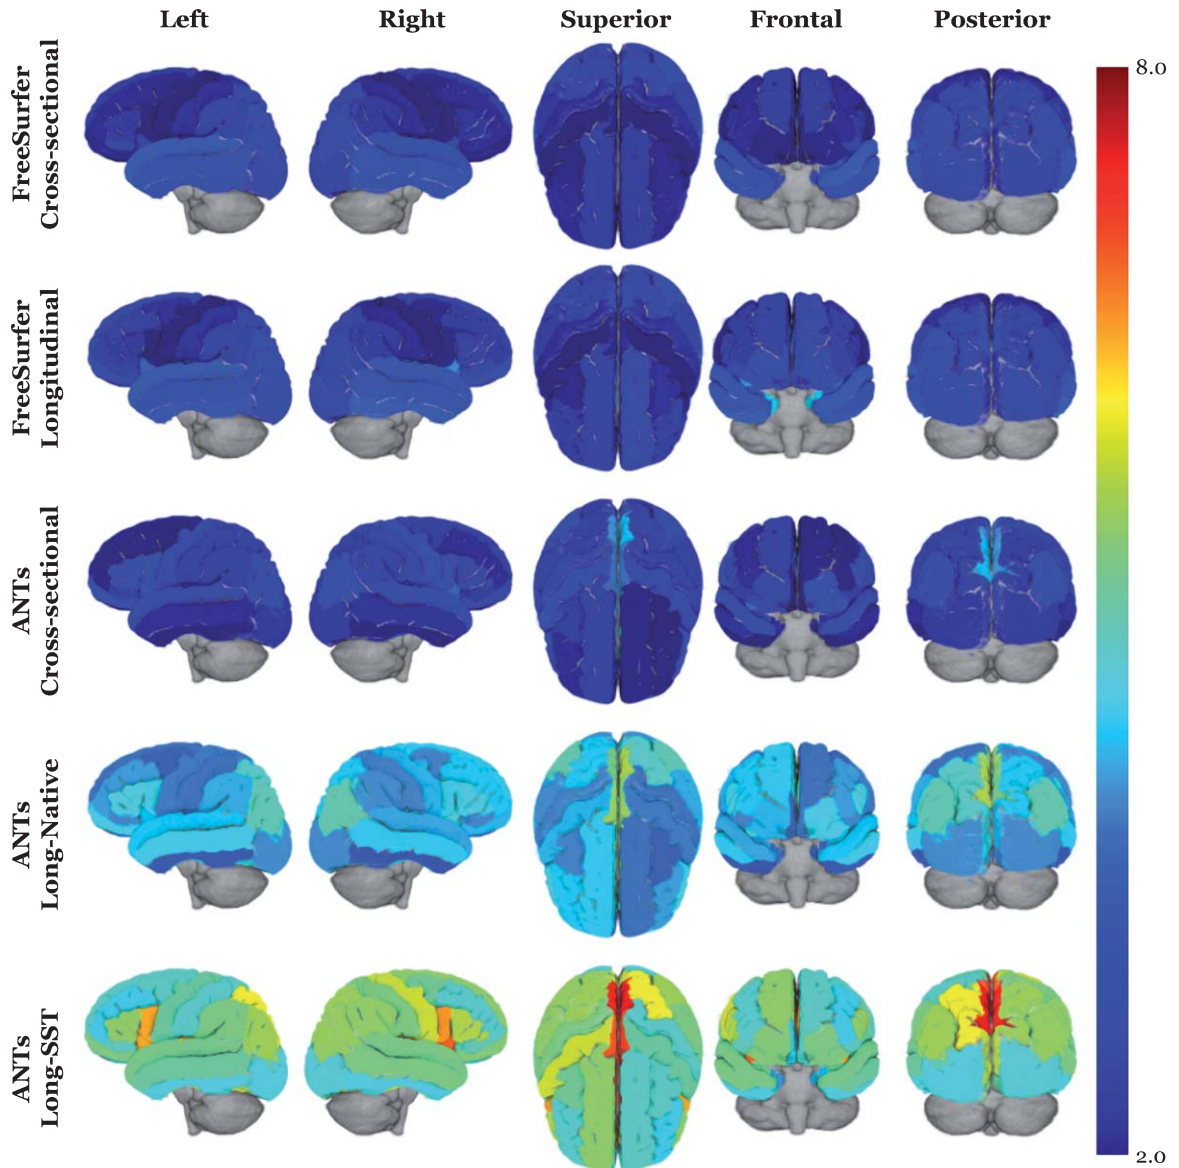 Left Right Superior Frontal Posterior
FreeSurfer
Cross-sectional
8.0
FreeSurfer
Longitudinal
ANTs
Cross-sectional
ANTs
Long-Native
ANTs
Long-SST
2.0